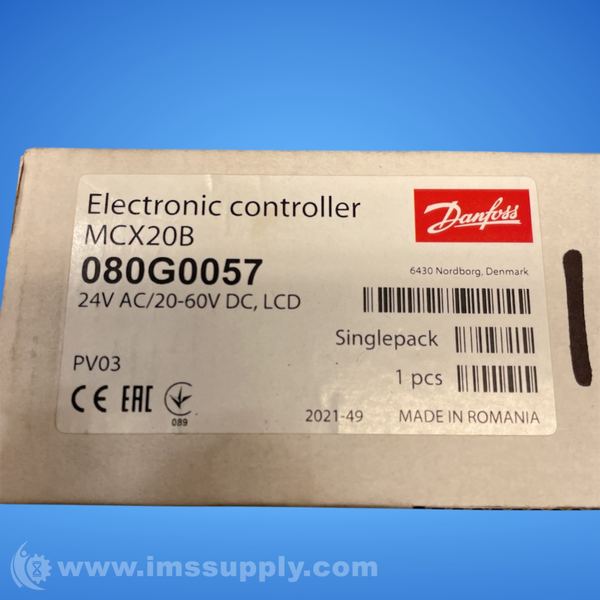 Electronic controller
MCX20B
080G0057
24V AC/20-60V DC, LCD
Danfoss
6430 Nordborg, Denmark
Singlepack
1 pcs
PV03
CE EAC
089
2021-49 MADE IN ROMANIA
www.imssupply.com